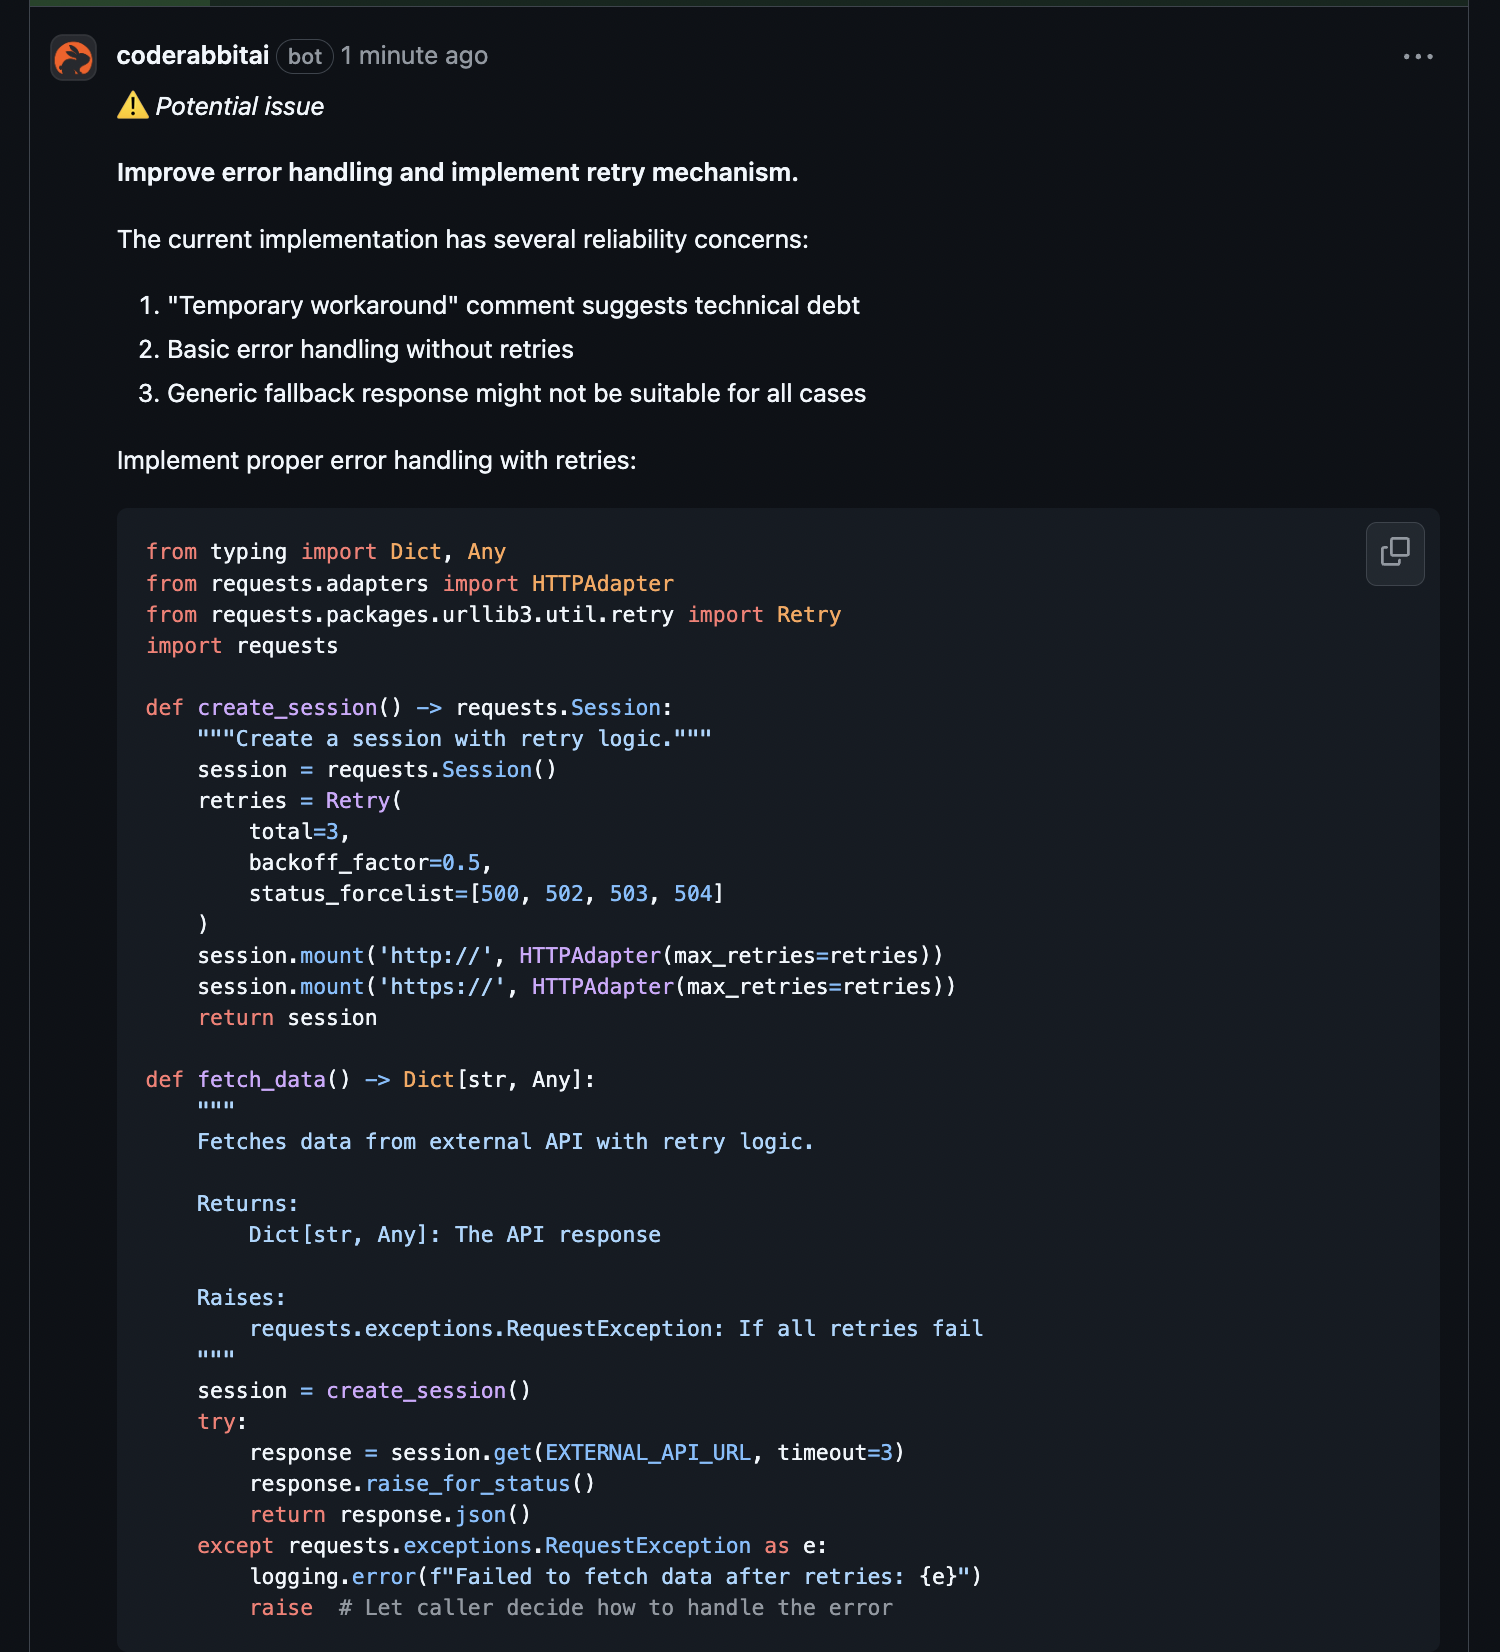 coderabbitai bot 1 minute ago
⚠️ Potential issue
Improve error handling and implement retry mechanism.
The current implementation has several reliability concerns:
1. "Temporary workaround" comment suggests technical debt
2. Basic error handling without retries
3. Generic fallback response might not be suitable for all cases
Implement proper error handling with retries:
from typing import Dict, Any
from requests.adapters import HTTPAdapter
from requests.packages.urllib3.util.retry import Retry
import requests

def create_session() -> requests.Session:
    """Create a session with retry logic."""
    session = requests.Session()
    retries = Retry(
        total=3,
        backoff_factor=0.5,
        status_forcelist=[500, 502, 503, 504]
    )
    session.mount('http://', HTTPAdapter(max_retries=retries))
    session.mount('https://', HTTPAdapter(max_retries=retries))
    return session

def fetch_data() -> Dict[str, Any]:
    """
    Fetches data from external API with retry logic.

    Returns:
        Dict[str, Any]: The API response

    Raises:
        requests.exceptions.RequestException: If all retries fail
    """
    session = create_session()
    try:
        response = session.get(EXTERNAL_API_URL, timeout=3)
        response.raise_for_status()
        return response.json()
    except requests.exceptions.RequestException as e:
        logging.error(f"Failed to fetch data after retries: {e}")
        raise  # Let caller decide how to handle the error